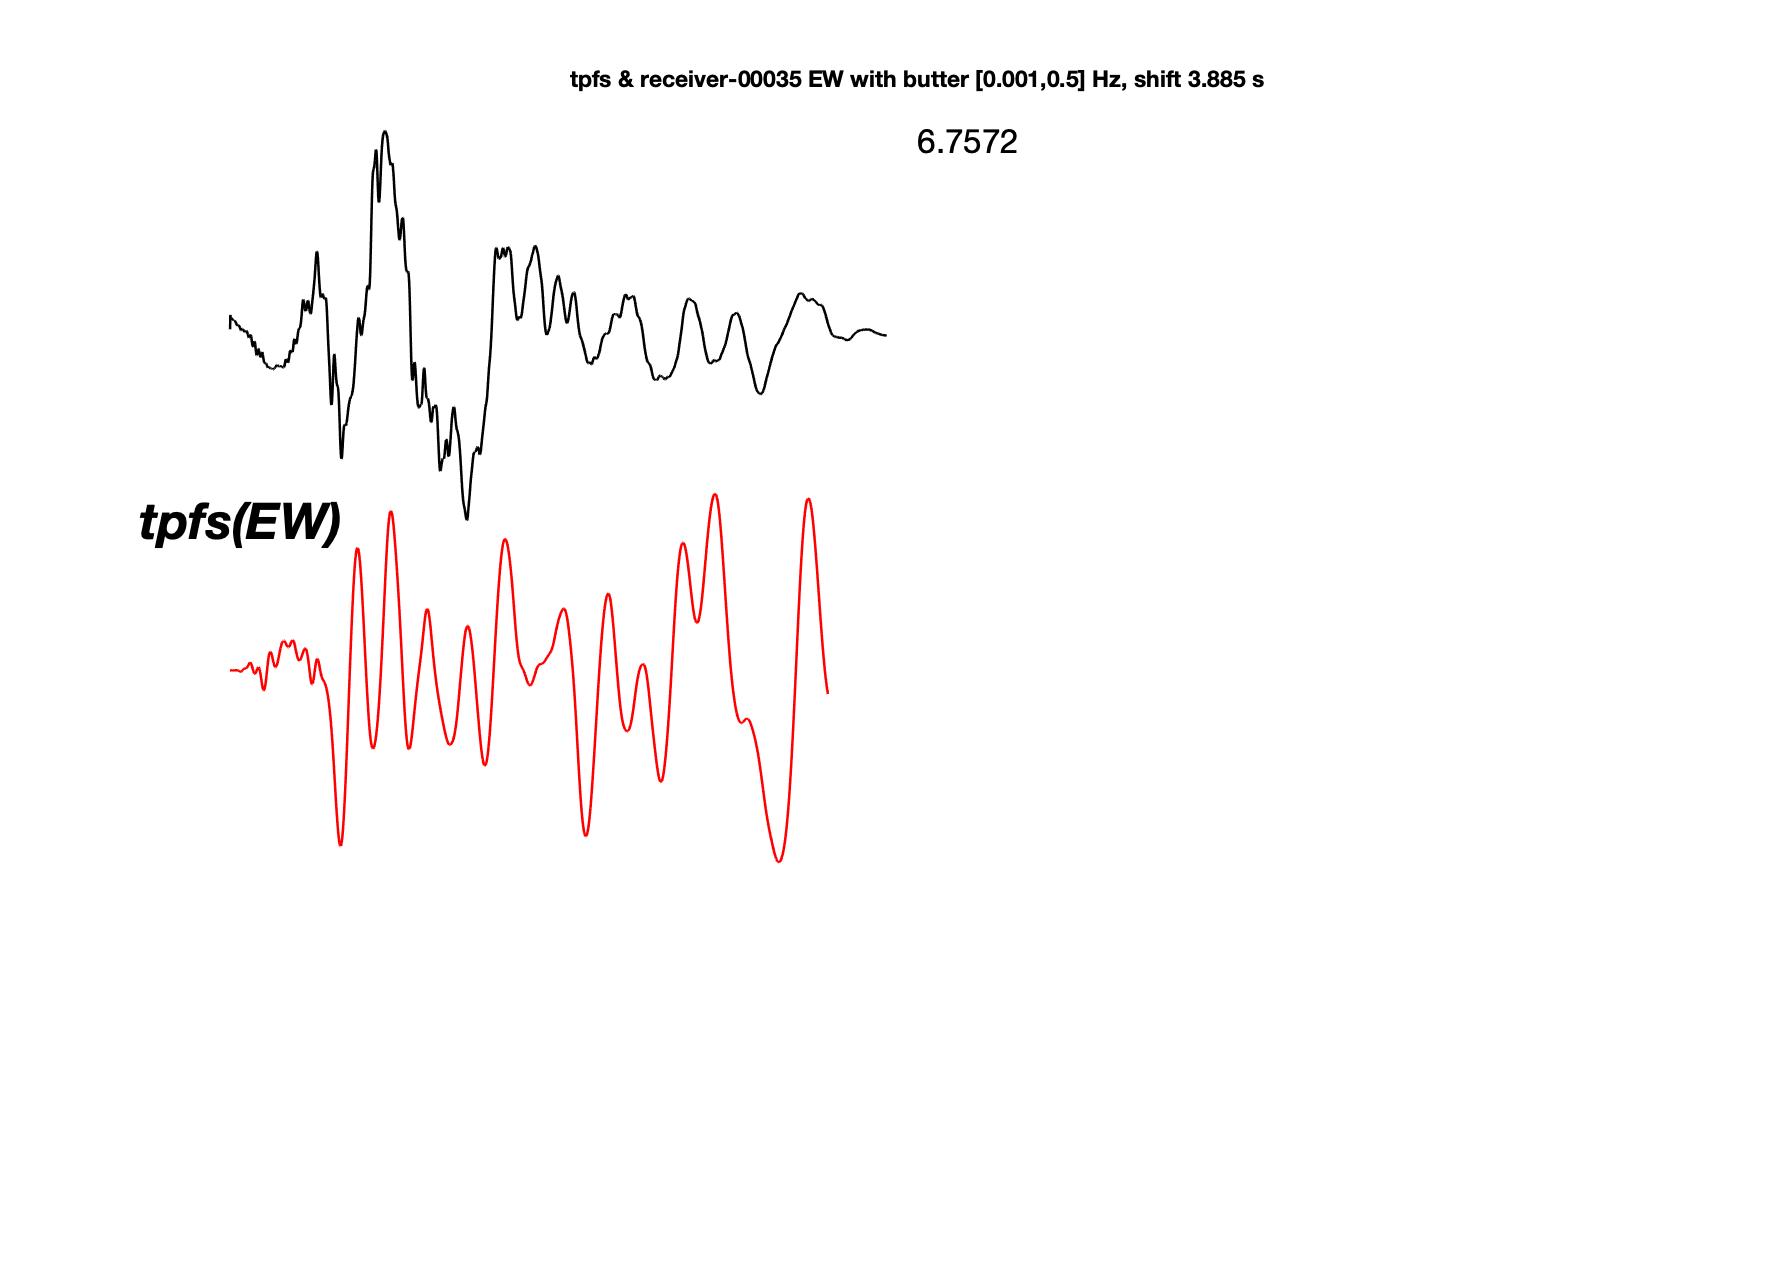 tpfs & receiver-00035 EW with butter [0.001,0.5] Hz, shift 3.885 s
6.7572
tpfs(EW)